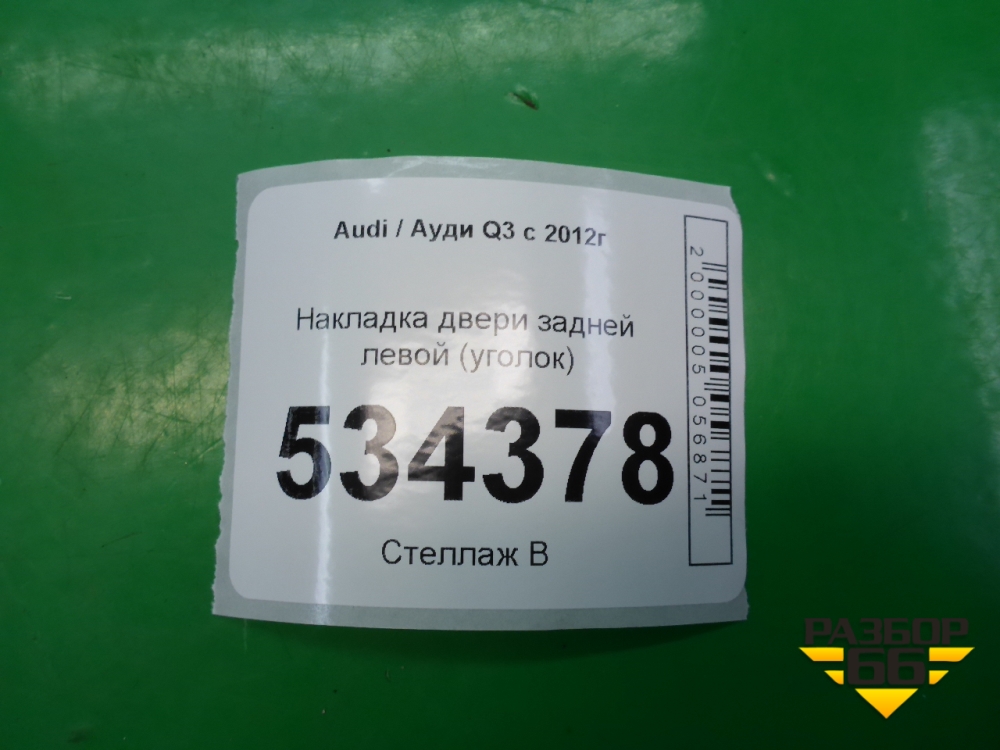 Audi / Ауди Q3 с 2012г
Накладка двери задней
левой (уголок)
534378
Стеллаж В
2000005056871
РАЗБОР
66